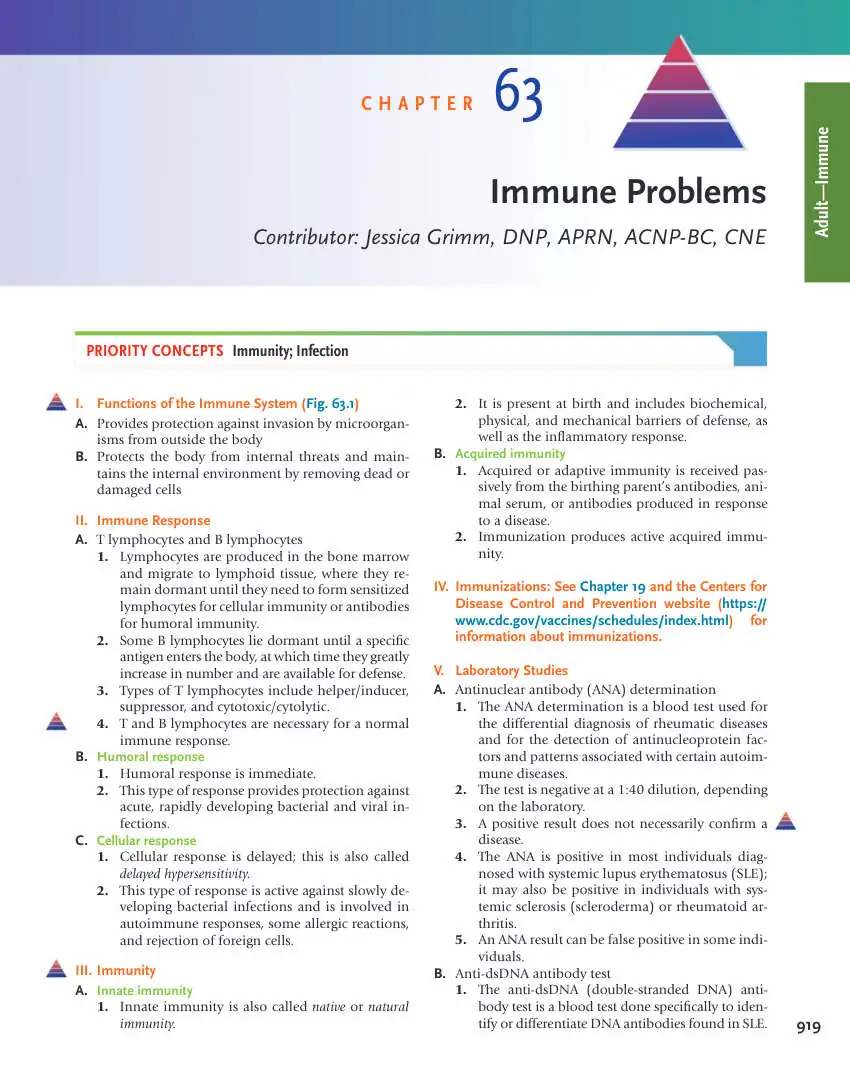 CHAPTER 63
Adult—Immune
Immune Problems
Contributor: Jessica Grimm, DNP, APRN, ACNP-BC, CNE
PRIORITY CONCEPTS Immunity; Infection
I. Functions of the Immune System (Fig. 63.1)
A. Provides protection against invasion by microorgan-
isms from outside the body
B. Protects the body from internal threats and main-
tains the internal environment by removing dead or
damaged cells
II. Immune Response
A. T lymphocytes and B lymphocytes
1. Lymphocytes are produced in the bone marrow
and migrate to lymphoid tissue, where they re-
main dormant until they need to form sensitized
lymphocytes for cellular immunity or antibodies
for humoral immunity.
2. Some B lymphocytes lie dormant until a specific
antigen enters the body, at which time they greatly
increase in number and are available for defense.
3. Types of T lymphocytes include helper/inducer,
suppressor, and cytotoxic/cytolytic.
4. T and B lymphocytes are necessary for a normal
immune response.
B. Humoral response
1. Humoral response is immediate.
2. This type of response provides protection against
acute, rapidly developing bacterial and viral in-
fections.
C. Cellular response
1. Cellular response is delayed; this is also called
delayed hypersensitivity.
2. This type of response is active against slowly de-
veloping bacterial infections and is involved in
autoimmune responses, some allergic reactions,
and rejection of foreign cells.
III. Immunity
A. Innate immunity
1. Innate immunity is also called native or natural
immunity.
2. It is present at birth and includes biochemical,
physical, and mechanical barriers of defense, as
well as the inflammatory response.
B. Acquired immunity
1. Acquired or adaptive immunity is received pas-
sively from the birthing parent's antibodies, ani-
mal serum, or antibodies produced in response
to a disease.
2. Immunization produces active acquired immu-
nity.
IV. Immunizations: See Chapter 19 and the Centers for
Disease Control and Prevention website (https://
www.cdc.gov/vaccines/schedules/index.html) for
information about immunizations.
V. Laboratory Studies
A. Antinuclear antibody (ANA) determination
1. The ANA determination is a blood test used for
the differential diagnosis of rheumatic diseases
and for the detection of antinucleoprotein fac-
tors and patterns associated with certain autoim-
mune diseases.
2. The test is negative at a 1:40 dilution, depending
on the laboratory.
3. A positive result does not necessarily confirm a
disease.
4. The ANA is positive in most individuals diag-
nosed with systemic lupus erythematosus (SLE);
it may also be positive in individuals with sys-
temic sclerosis (scleroderma) or rheumatoid ar-
thritis.
5. An ANA result can be false positive in some indi-
viduals.
B. Anti-dsDNA antibody test
1. The anti-dsDNA (double-stranded DNA) anti-
body test is a blood test done specifically to iden-
tify or differentiate DNA antibodies found in SLE.
919